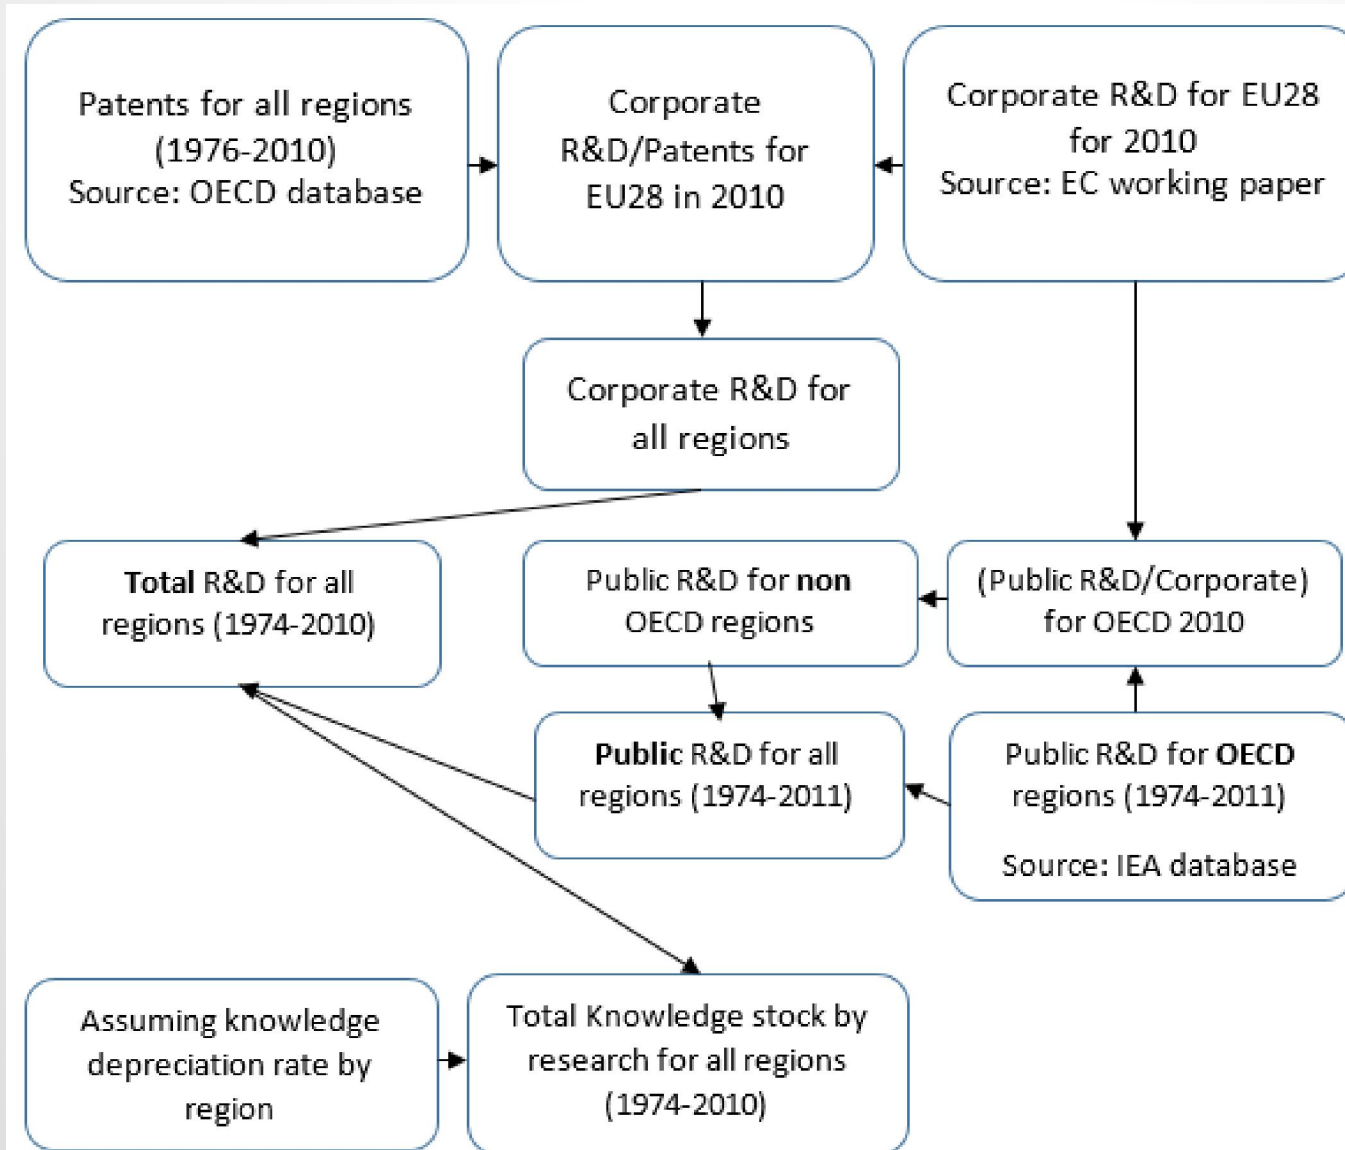 Patents for all regions
(1976-2010)
Source: OECD database
Corporate
R&D/Patents for
EU28 in 2010
Corporate R&D for EU28
for 2010
Source: EC working paper
Corporate R&D for
all regions
Total R&D for all
regions (1974-2010)
Public R&D for non
OECD regions
(Public R&D/Corporate)
for OECD 2010
Public R&D for all
regions (1974-2011)
Public R&D for OECD
regions (1974-2011)
Source: IEA database
Assuming knowledge
depreciation rate by
region
Total Knowledge stock by
research for all regions
(1974-2010)